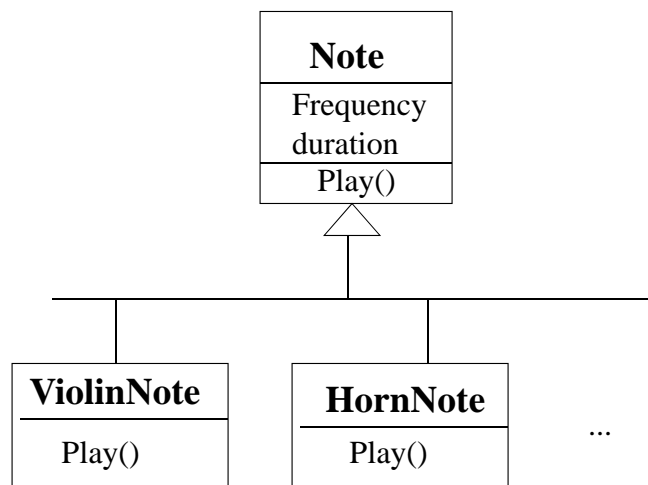 Note
Frequency
duration
Play()
ViolinNote
Play()
HornNote
Play()
...